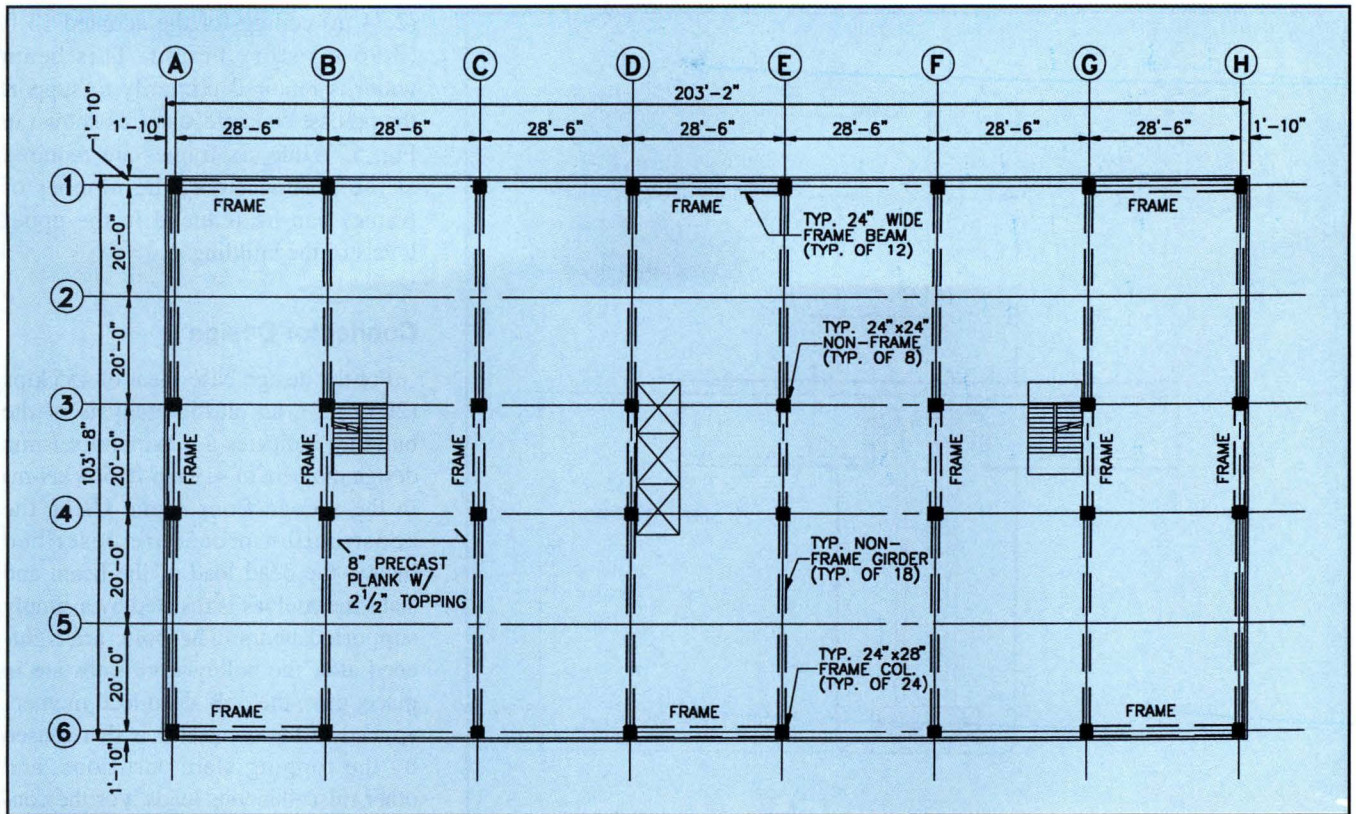 A B C D E F G H
203'-2"
1'-10"
1'-10" 28'-6" 28'-6" 28'-6" 28'-6" 28'-6" 28'-6" 28'-6" 1'-10"
1
FRAME FRAME FRAME
TYP. 24" WIDE
FRAME BEAM
(TYP. OF 12)
20'-0"
2
20'-0"
TYP. 24"x24"
NON-FRAME
(TYP. OF 8)
Connector Design
3
103'-8"
20'-0"
FRAME FRAME FRAME FRAME FRAME FRAME
4
8" PRECAST
PLANK W/
2 1/2" TOPPING
TYP. NON-
FRAME GIRDER
(TYP. OF 18)
20'-0"
5
20'-0"
TYP. 24"x28"
FRAME COL.
(TYP. OF 24)
FRAME FRAME FRAME
6
1'-10"